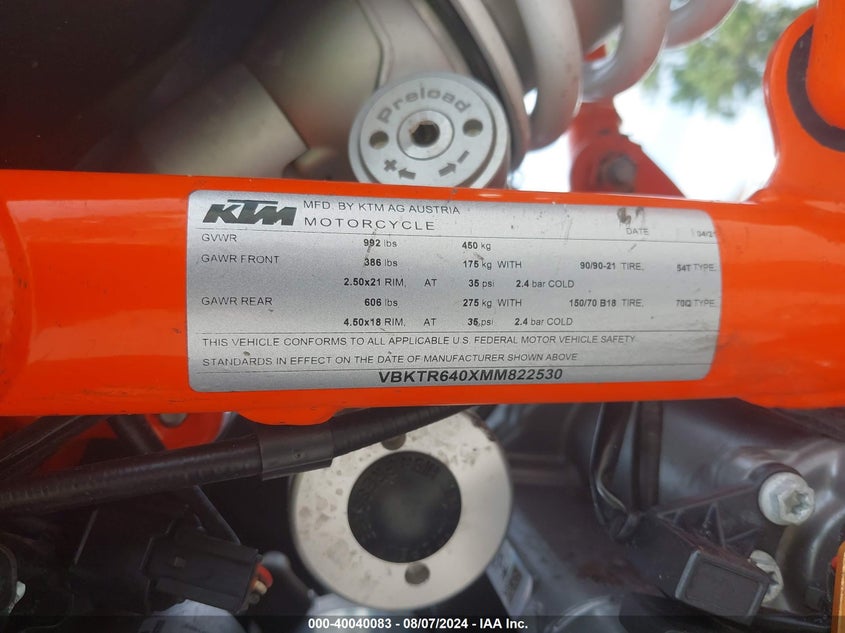 Preload
+ -
KTM MFD. BY KTM AG AUSTRIA
MOTORCYCLE DATE 04/21
GVWR 992 lbs 450 kg
GAWR FRONT 386 lbs 175 kg WITH 90/90-21 TIRE, 54T TYPE,
2.50x21 RIM, AT 35 psi 2.4 bar COLD
GAWR REAR 606 lbs 275 kg WITH 150/70 B18 TIRE, 70Q TYPE,
4.50x18 RIM, AT 35 psi 2.4 bar COLD
THIS VEHICLE CONFORMS TO ALL APPLICABLE U.S. FEDERAL MOTOR VEHICLE SAFETY
STANDARDS IN EFFECT ON THE DATE OF MANUFACTURER SHOWN ABOVE
VBKTR640XMM822530
000-40040083 - 08/07/2024 - IAA Inc.